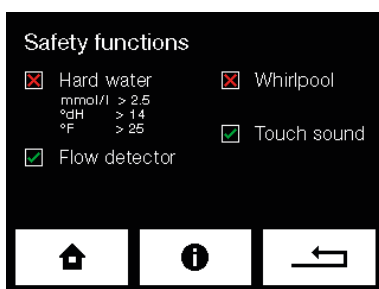 Safety functions
Hard water
mmol/l > 2.5
°dH > 14
°F > 25
Flow detector
Whirlpool
Touch sound